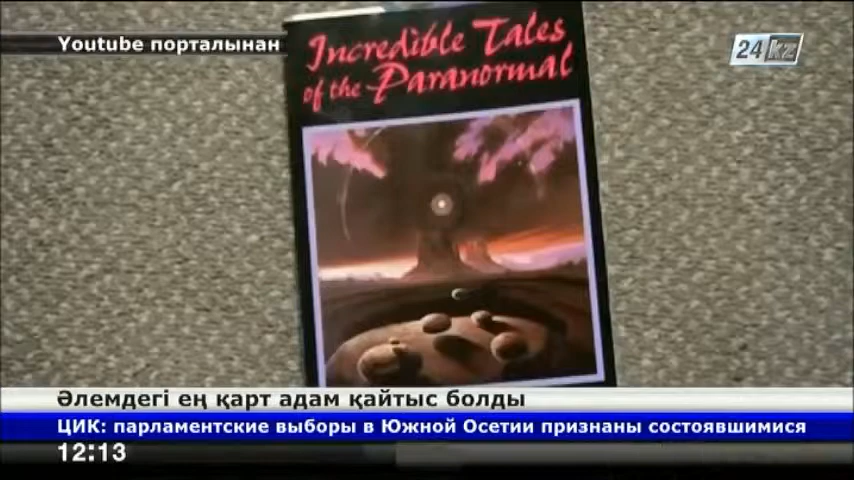 Youtube порталынан
24 kz
Incredible Tales
of the Paranormal
Әлемдегі ең қарт адам қайтыс болды
ЦИК: парламентские выборы в Южной Осетии признаны состоявшимися
12:13